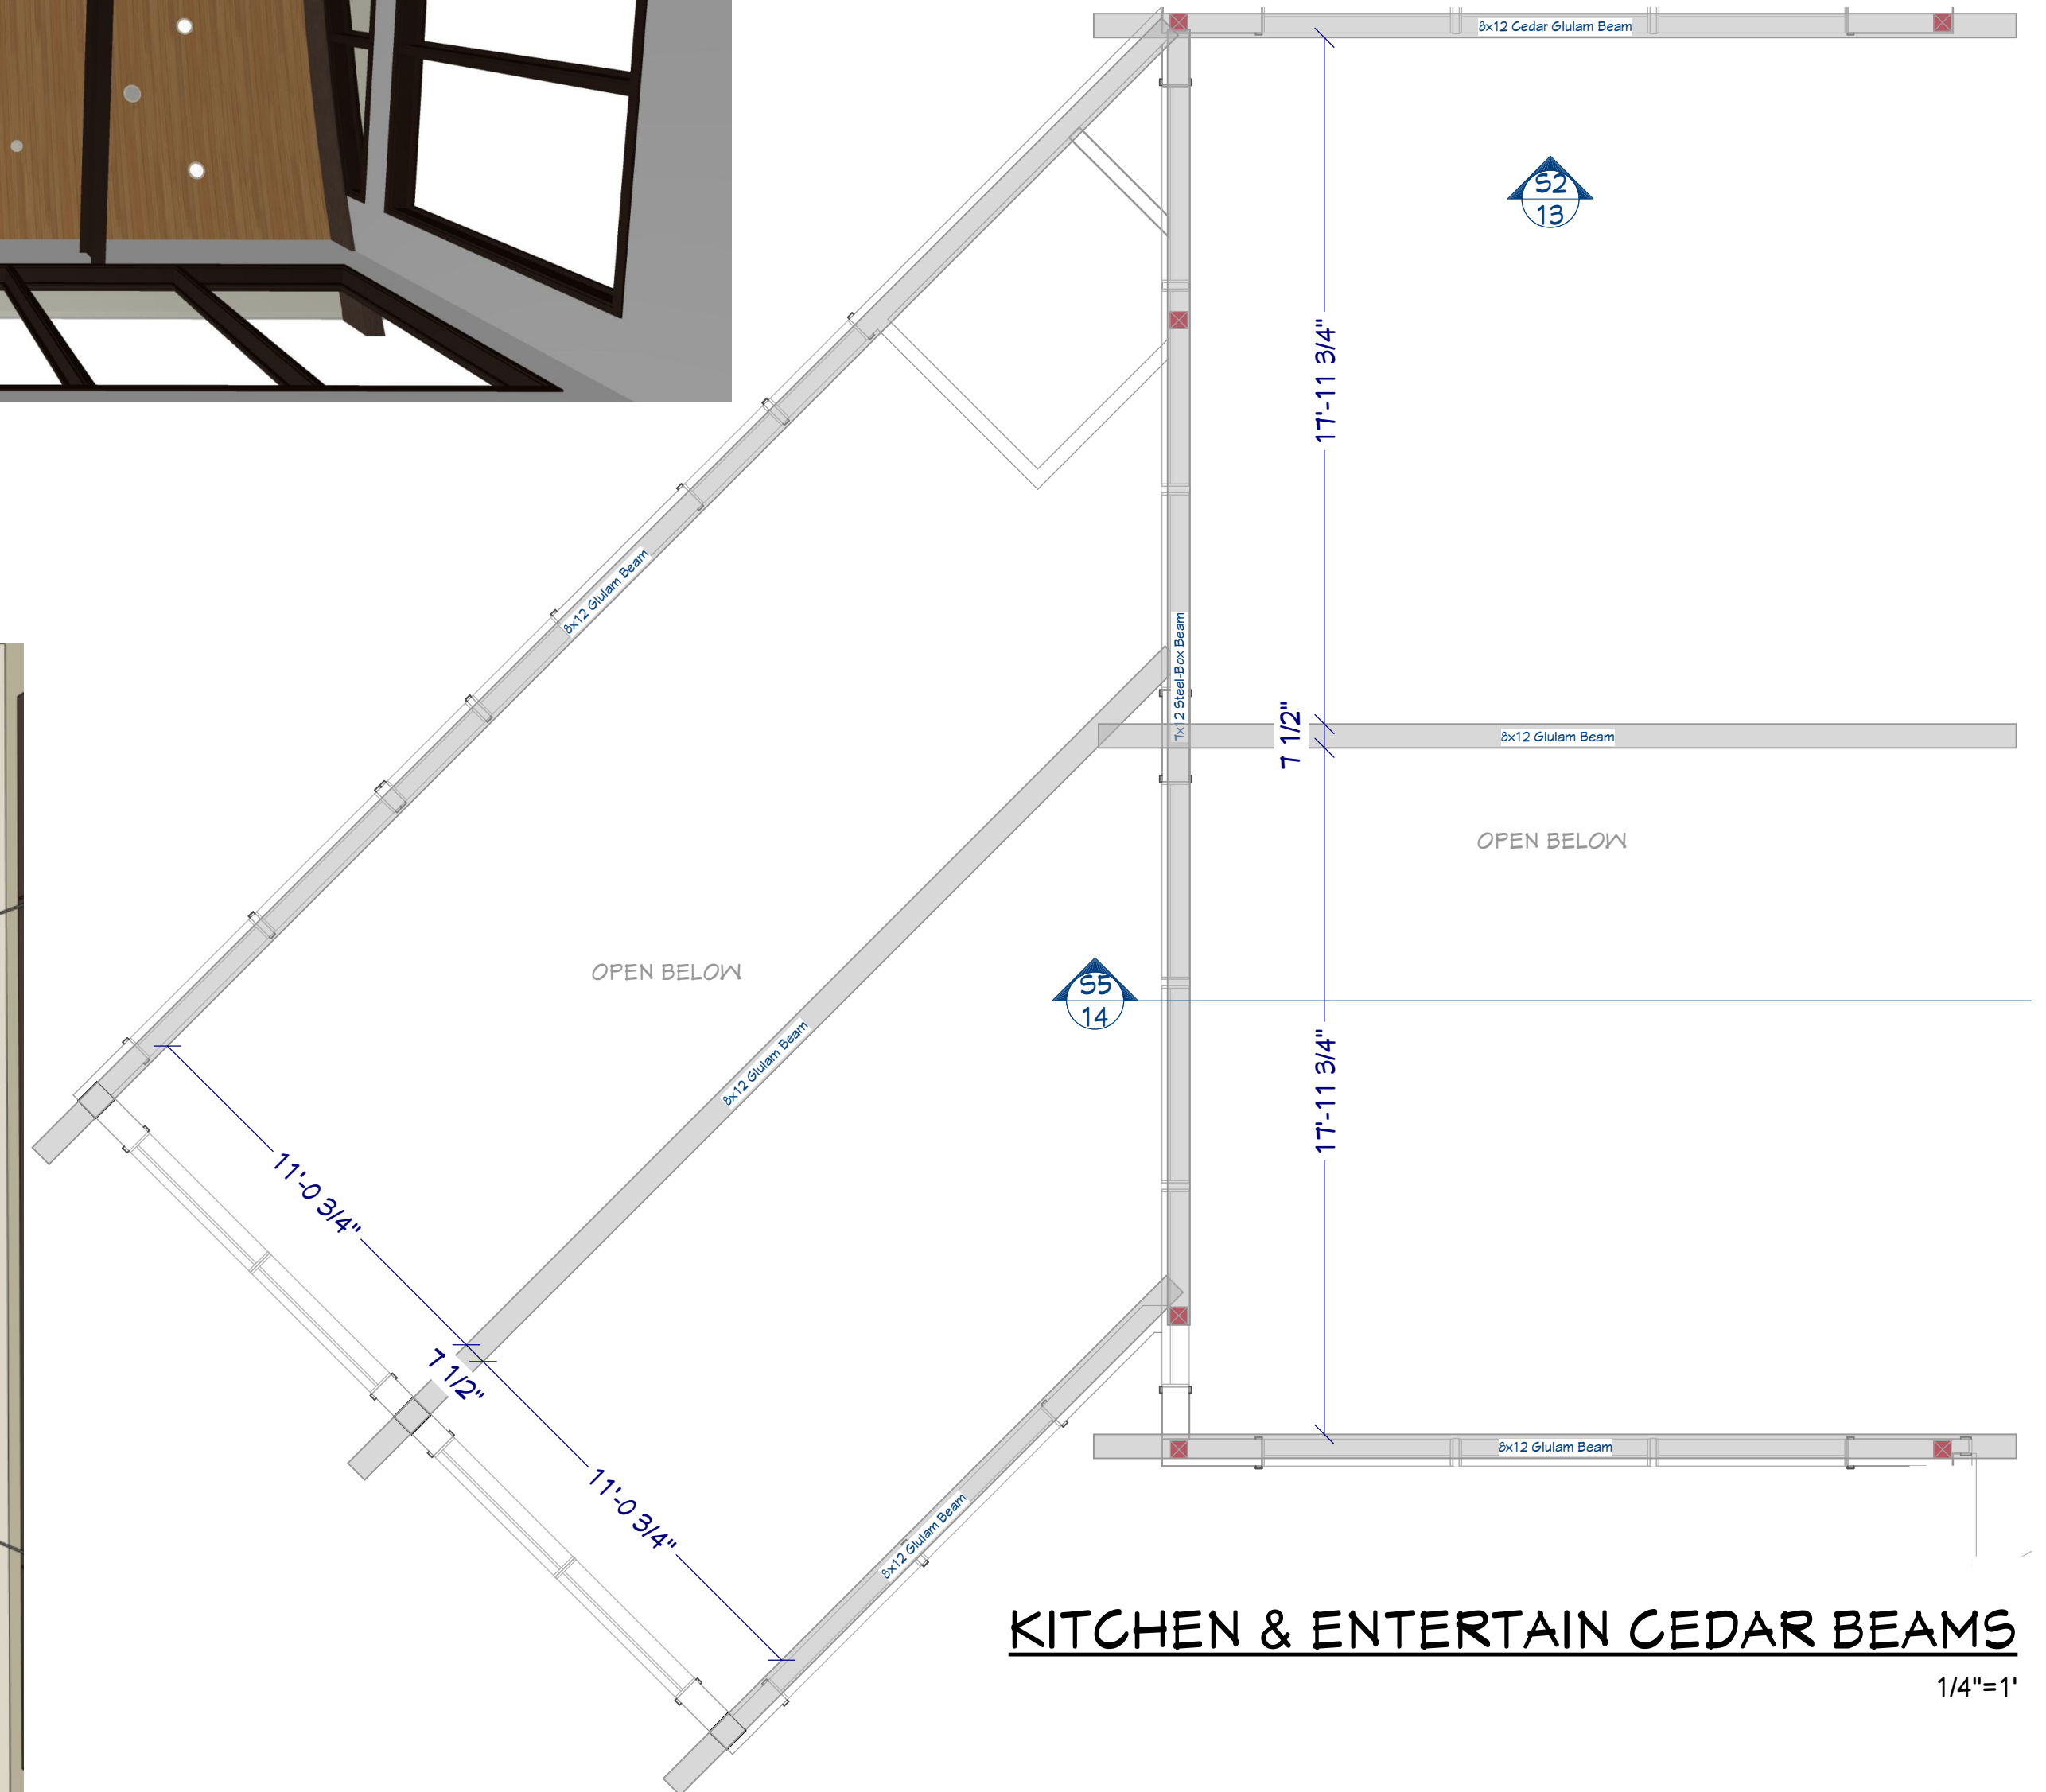 8x12 Cedar Glulam Beam
S2
13
17'-11 3/4"
8x12 Glulam Beam
7x12 Steel-Box Beam
7 1/2"
8x12 Glulam Beam
OPEN BELOW
OPEN BELOW
S5
14
8x12 Glulam Beam
17'-11 3/4"
11'-0 3/4"
7 1/2"
8x12 Glulam Beam
11'-0 3/4"
8x12 Glulam Beam
KITCHEN & ENTERTAIN CEDAR BEAMS
1/4"=1'